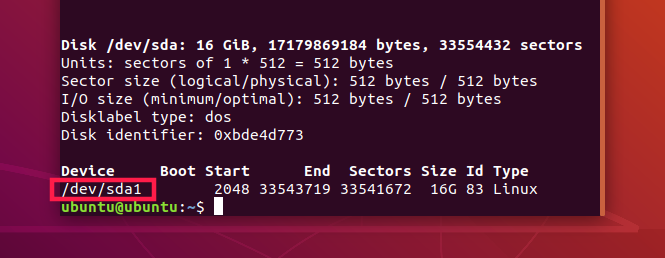 Disk /dev/sda: 16 GiB, 17179869184 bytes, 33554432 sectors
Units: sectors of 1 * 512 = 512 bytes
Sector size (logical/physical): 512 bytes / 512 bytes
I/O size (minimum/optimal): 512 bytes / 512 bytes
Disklabel type: dos
Disk identifier: 0xbde4d773
Device     Boot Start      End  Sectors Size Id Type
/dev/sda1        2048 33543719 33541672  16G 83 Linux
ubuntu@ubuntu:~$